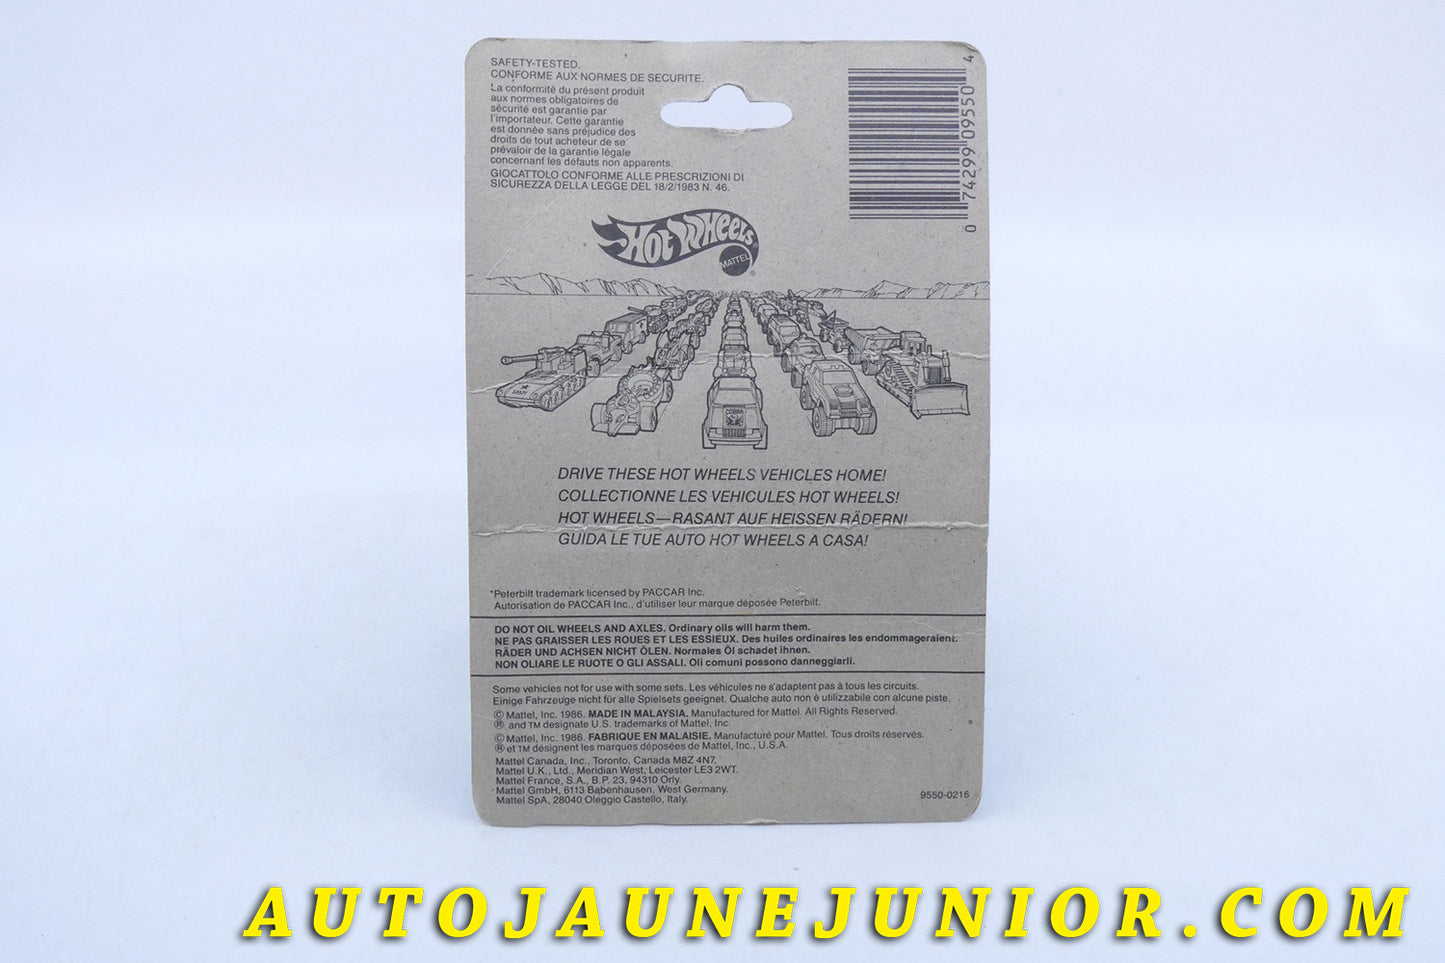 SAFETY-TESTED.
CONFORME AUX NORMES DE SECURITE.
La conformité du présent produit
aux normes obligatoires de
sécurité est garantie par
l'importateur. Cette garantie
est donnée sans préjudice des
droits de tout acheteur de se
prévaloir de la garantie légale
concernant les défauts non apparents.
GIOCATTOLO CONFORME ALLE PRESCRIZIONI DI
SICUREZZA DELLA LEGGE DEL 18/2/1983 N. 46.
0 74299 09550 4
Hot Wheels
MATTEL
®
COBRA
DRIVE THESE HOT WHEELS VEHICLES HOME!
COLLECTIONNE LES VEHICULES HOT WHEELS!
HOT WHEELS—RASANT AUF HEISSEN RÄDERN!
GUIDA LE TUE AUTO HOT WHEELS A CASA!
*Peterbilt trademark licensed by PACCAR Inc.
Autorisation de PACCAR Inc., d'utiliser leur marque déposée Peterbilt.
DO NOT OIL WHEELS AND AXLES. Ordinary oils will harm them.
NE PAS GRAISSER LES ROUES ET LES ESSIEUX. Des huiles ordinaires les endommageraient.
RÄDER UND ACHSEN NICHT ÖLEN. Normales Öl schadet ihnen.
NON OLIARE LE RUOTE O GLI ASSALI. Oli comuni possono danneggiarli.
Some vehicles not for use with some sets. Les véhicules ne s'adaptent pas à tous les circuits.
Einige Fahrzeuge nicht für alle Spielsets geeignet. Qualche auto non è utilizzabile con alcune piste.
© Mattel, Inc. 1986. MADE IN MALAYSIA. Manufactured for Mattel. All Rights Reserved.
® and TM designate U.S. trademarks of Mattel, Inc.
© Mattel, Inc. 1986. FABRIQUE EN MALAISIE. Manufacturé pour Mattel. Tous droits réservés.
® et TM désignent les marques déposées de Mattel, Inc., U.S.A.
Mattel Canada, Inc., Toronto, Canada M8Z 4N7.
Mattel U.K., Ltd., Meridian West, Leicester LE3 2WT.
Mattel France, S.A., B.P. 23, 94310 Orly.
Mattel GmbH, 6113 Babenhausen, West Germany.
Mattel SpA, 28040 Oleggio Castello, Italy.
9550-0216
AUTOJAUNEJUNIOR.COM